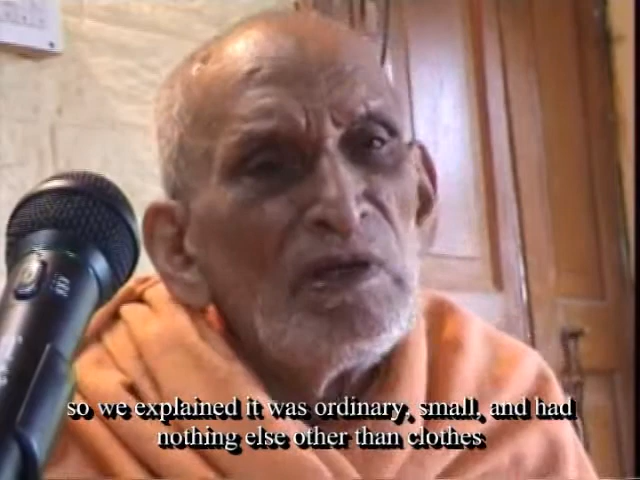 so we explained it was ordinary, small, and had
nothing else other than clothes